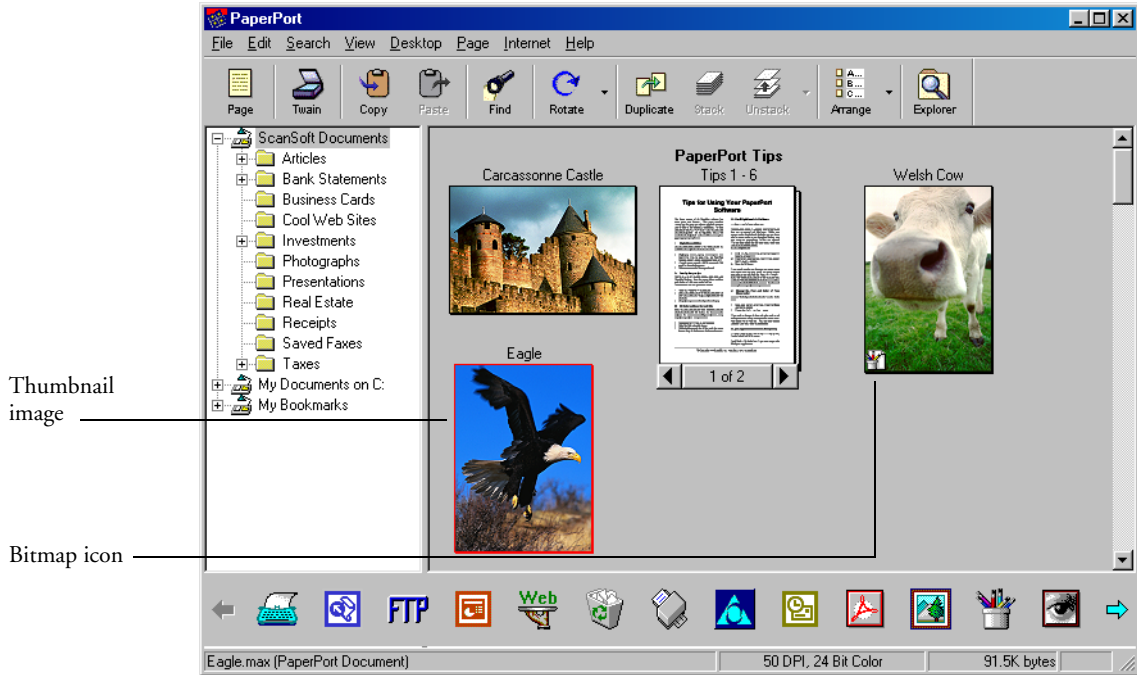 PaperPort
File Edit Search View Desktop Page Internet Help
Page Twain Copy Paste Find Rotate Duplicate Stack Unstack Arrange Explorer
A...
B...
C...
ScanSoft Documents
Articles
Bank Statements
Business Cards
Cool Web Sites
Investments
Photographs
Presentations
Real Estate
Receipts
Saved Faxes
Taxes
My Documents on C:
My Bookmarks
Carcassonne Castle
PaperPort Tips
Tips 1 - 6
Tips for Using Your PaperPort
Software
1 of 2
Welsh Cow
Eagle
Thumbnail
image
Bitmap icon
FTP
Web
Eagle.max (PaperPort Document) 50 DPI, 24 Bit Color 91.5K bytes